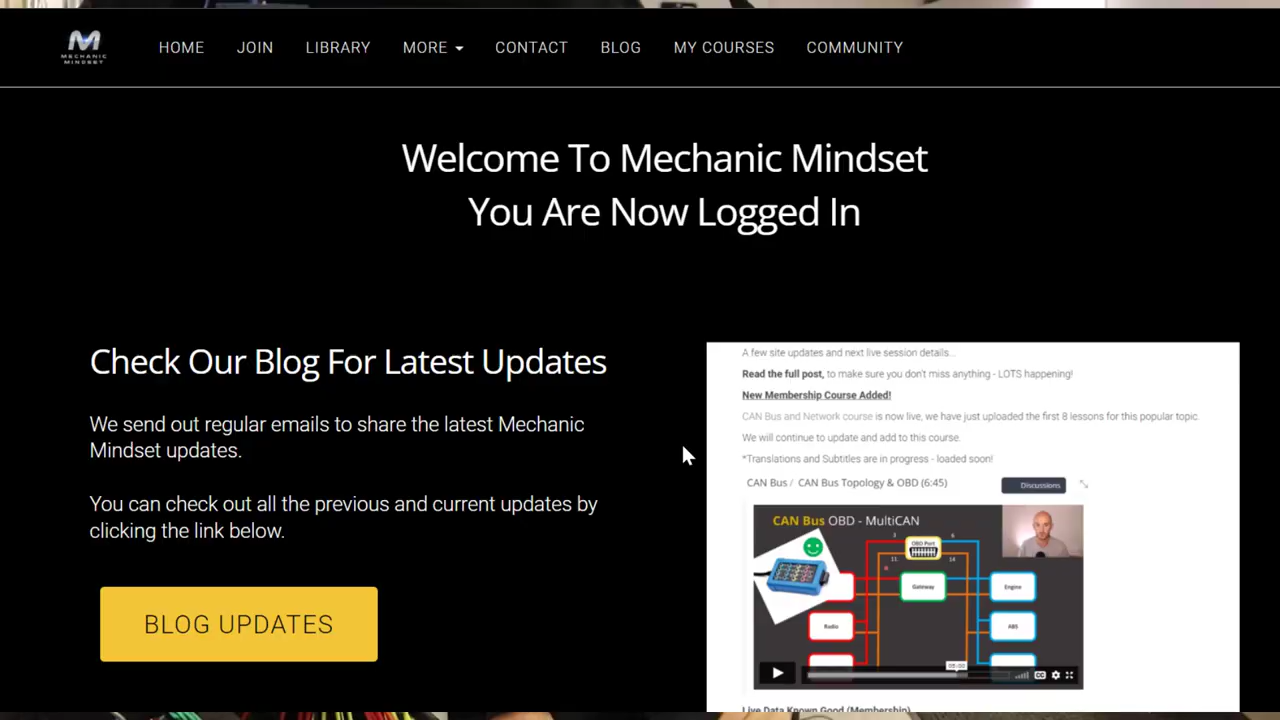 M
MECHANIC
MINDSET
HOME JOIN LIBRARY MORE CONTACT BLOG MY COURSES COMMUNITY
Welcome To Mechanic Mindset
You Are Now Logged In
Check Our Blog For Latest Updates
We send out regular emails to share the latest Mechanic
Mindset updates.
You can check out all the previous and current updates by
clicking the link below.
BLOG UPDATES
A few site updates and next live session details...
Read the full post, to make sure you don't miss anything - LOTS happening!
New Membership Course Added!
CAN Bus and Network course is now live, we have just uploaded the first 8 lessons for this popular topic.
We will continue to update and add to this course.
*Translations and Subtitles are in progress - loaded soon!
CAN Bus / CAN Bus Topology & OBD (6:45)
Discussions
CAN Bus OBD - MultiCAN
3 6
OBD Port
11 14
Gateway
Engine
Radio
ABS
CC
Live Data Known Good (Membership)